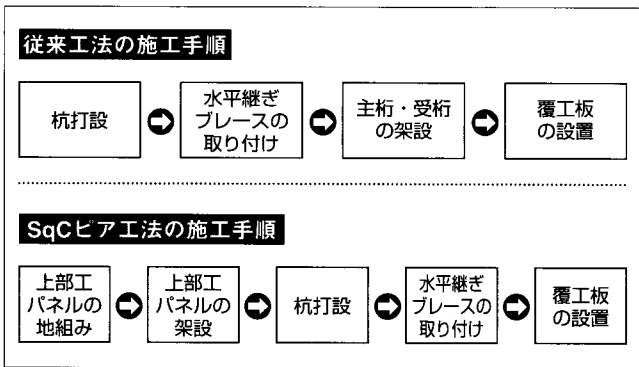 従来工法の施工手順
杭打設
水平継ぎ
ブレースの
取り付け
主桁・受桁
の架設
覆工板
の設置
SqCピア工法の施工手順
上部工
パネルの
地組み
上部工
パネルの
架設
杭打設
水平継ぎ
ブレースの
取り付け
覆工板
の設置